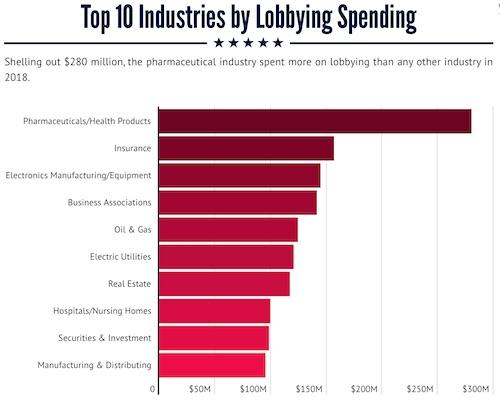 Top 10 Industries by Lobbying Spending
Shelling out $280 million, the pharmaceutical industry spent more on lobbying than any other industry in
2018.
Pharmaceuticals/Health Products
Insurance
Electronics Manufacturing/Equipment
Business Associations
Oil & Gas
Electric Utilities
Real Estate
Hospitals/Nursing Homes
Securities & Investment
Manufacturing & Distributing
0 $50M $100M $150M $200M $250M $300M